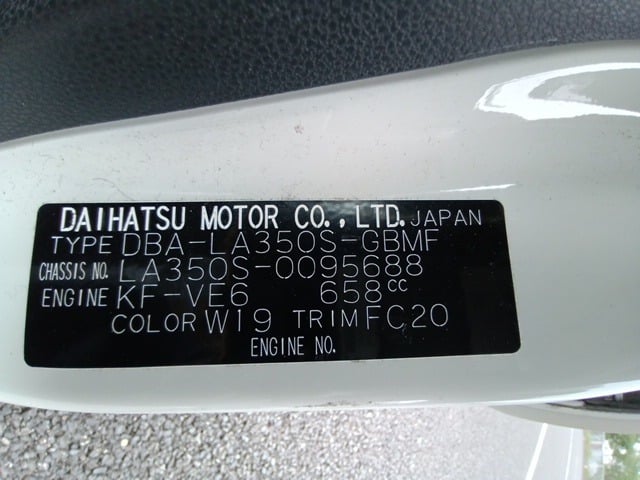 DAIHATSU MOTOR CO., LTD. JAPAN
TYPE DBA-LA350S-GBMF
CHASSIS NO. LA350S-0095688
ENGINE KF-VE6 658cc
COLOR W19 TRIM FC20
ENGINE NO.